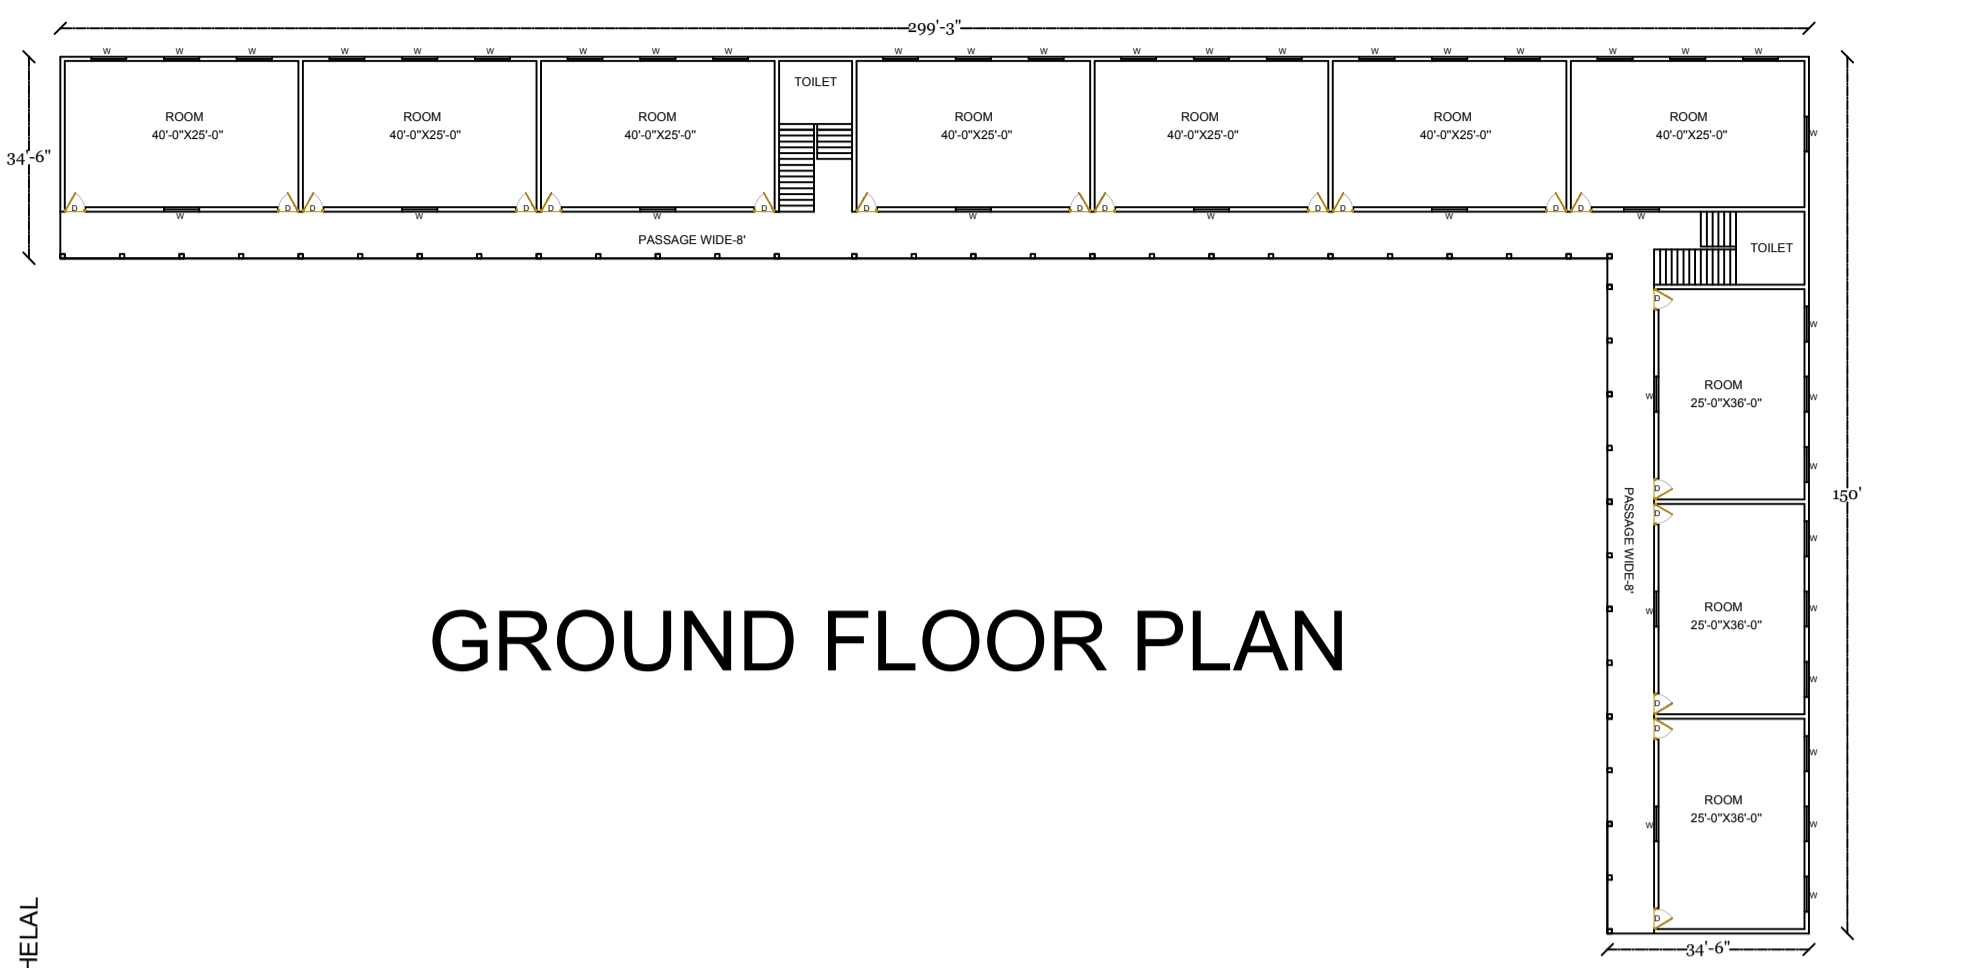 299'-3"
W W W W W W W W W W W W W W W W W W W W W
TOILET
ROOM ROOM ROOM ROOM ROOM ROOM ROOM
40'-0"X25'-0" 40'-0"X25'-0" 40'-0"X25'-0" 40'-0"X25'-0" 40'-0"X25'-0" 40'-0"X25'-0" 40'-0"X25'-0"
W
34'-6"
D D D D D D D D D D D D D
W W W W W W W
PASSAGE WIDE-8'
TOILET
D
W
ROOM
W W
25'-0"X36'-0"
W
D
150'
D
W
PASSAGE WIDE-8'
ROOM
W W
25'-0"X36'-0"
GROUND FLOOR PLAN
W
D
D
W
ROOM
25'-0"X36'-0"
W W
W
D
34'-6"
HELAL